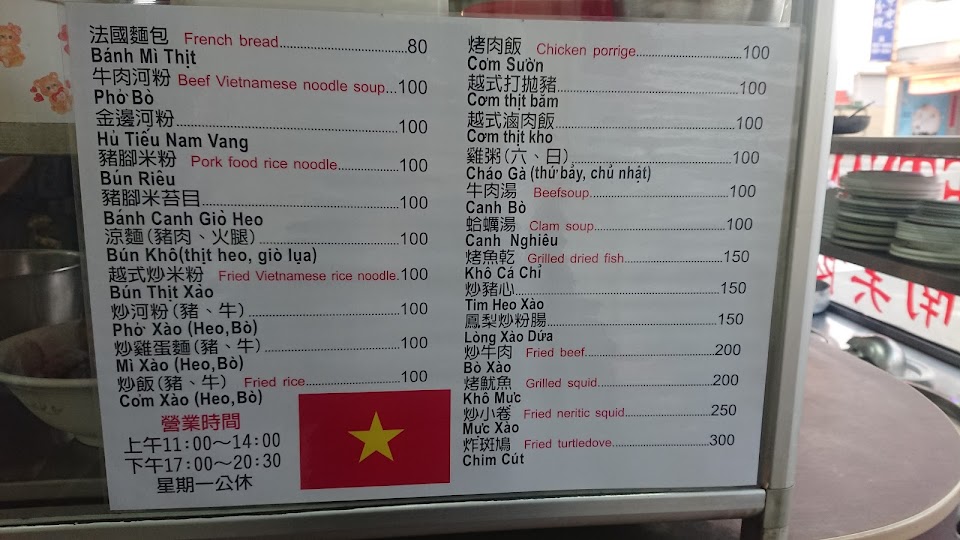 法國麵包 French bread 80
Bánh Mì Thịt
牛肉河粉 Beef Vietnamese noodle soup 100
Phở Bò
金邊河粉 100
Hủ Tiếu Nam Vang
豬腳米粉 Pork food rice noodle 100
Bún Riêu
豬腳米苔目 100
Bánh Canh Giò Heo
涼麵(豬肉、火腿) 100
Bún Khô(thịt heo, giò lụa)
越式炒米粉 Fried Vietnamese rice noodle 100
Bún Thịt Xảo
炒河粉(豬、牛) 100
Phở Xào (Heo,Bò)
炒雞蛋麵(豬、牛) 100
Mì Xào (Heo,Bò)
炒飯(豬、牛) Fried rice 100
Cơm Xào (Heo,Bò)
營業時間
上午11:00~14:00
下午17:00~20:30
星期一公休
烤肉飯 Chicken porrige 100
Cơm Sườn
越式打拋豬 100
Cơm thịt băm
越式滷肉飯 100
Cơm thịt kho
雞粥(六、日) 100
Cháo Gà (thứ bảy, chủ nhật)
牛肉湯 Beefsoup 100
Canh Bò
蛤蠣湯 Clam soup 100
Canh Nghiêu
烤魚乾 Grilled dried fish 150
Khô Cá Chỉ
炒豬心 150
Tim Heo Xào
鳳梨炒粉腸 150
Lòng Xào Dứa
炒牛肉 Fried beef 200
Bò Xào
烤魷魚 Grilled squid 200
Khô Mực
炒小卷 Fried neritic squid 250
Mực Xào
炸斑鳩 Fried turtledove 300
Chim Cút